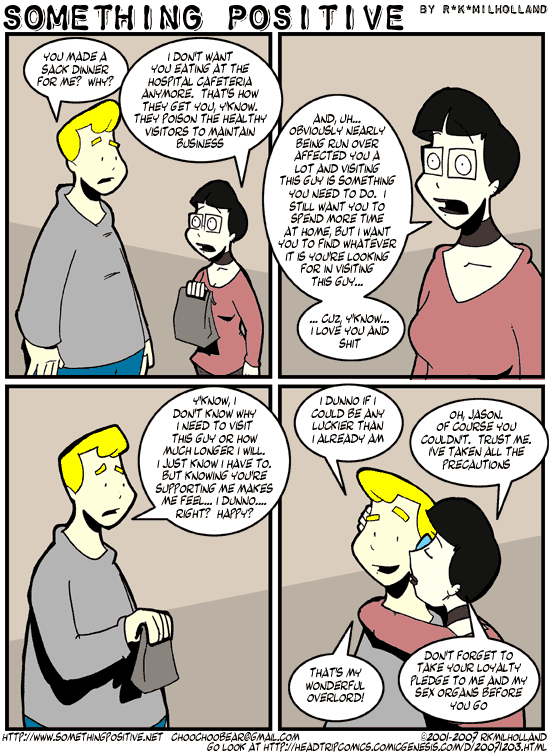 SOMETHING POSITIVE BY R*K*MILHOLLAND
YOU MADE A
SACK DINNER
FOR ME? WHY?
I DON'T WANT
YOU EATING AT THE
HOSPITAL CAFETERIA
ANYMORE. THAT'S HOW
THEY GET YOU, Y'KNOW.
THEY POISON THE HEALTHY
VISITORS TO MAINTAIN
BUSINESS
AND, UH...
OBVIOUSLY NEARLY
BEING RUN OVER
AFFECTED YOU A
LOT AND VISITING
THIS GUY IS SOMETHING
YOU NEED TO DO. I
STILL WANT YOU TO
SPEND MORE TIME
AT HOME, BUT I WANT
YOU TO FIND WHATEVER
IT IS YOU'RE LOOKING
FOR IN VISITING
THIS GUY...
... CUZ, Y'KNOW...
I LOVE YOU AND
SHIT
Y'KNOW, I
DON'T KNOW WHY
I NEED TO VISIT
THIS GUY OR HOW
MUCH LONGER I WILL.
I JUST KNOW I HAVE TO.
BUT KNOWING YOU'RE
SUPPORTING ME MAKES
ME FEEL... I DUNNO....
RIGHT? HAPPY?
I DUNNO IF I
COULD BE ANY
LUCKIER THAN
I ALREADY AM
OH, JASON.
OF COURSE YOU
COULDN'T. TRUST ME.
I'VE TAKEN ALL THE
PRECAUTIONS
THAT'S MY
WONDERFUL
OVERLORD!
DON'T FORGET TO
TAKE YOUR LOYALTY
PLEDGE TO ME AND MY
SEX ORGANS BEFORE
YOU GO
HTTP://WWW.SOMETHINGPOSITIVE.NET CHOOCHOOBEAR@GMAIL.COM ©2001-2007 RKMILHOLLAND
GO LOOK AT HTTP://HEADTRIPCOMICS.COMICGENESIS.COM/D/20071203.HTML